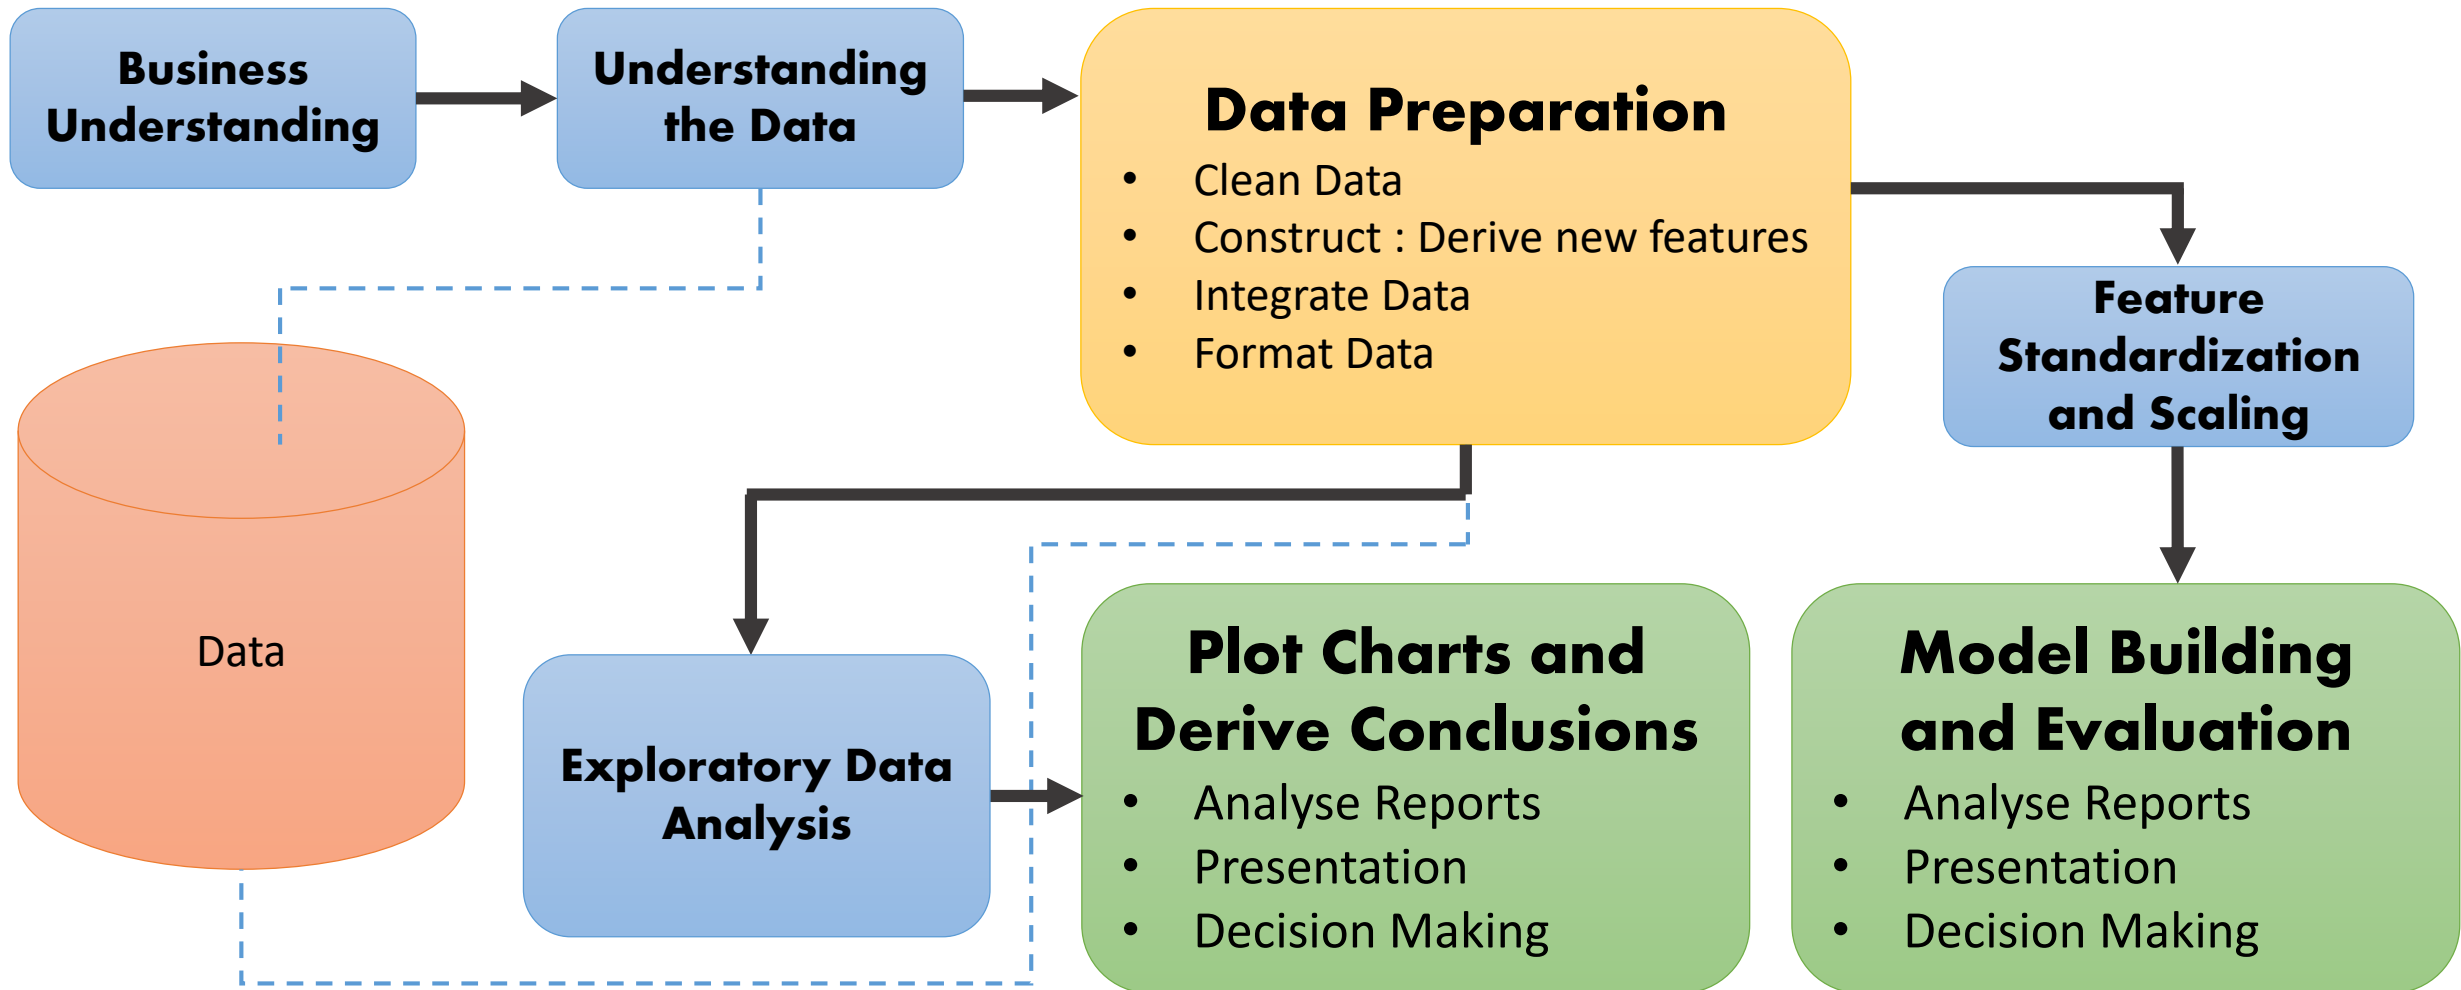 Business
Understanding
Understanding
the Data
Data Preparation
• Clean Data
• Construct : Derive new features
• Integrate Data
• Format Data
Feature
Standardization
and Scaling
Data
Exploratory Data
Analysis
Plot Charts and
Derive Conclusions
• Analyse Reports
• Presentation
• Decision Making
Model Building
and Evaluation
• Analyse Reports
• Presentation
• Decision Making